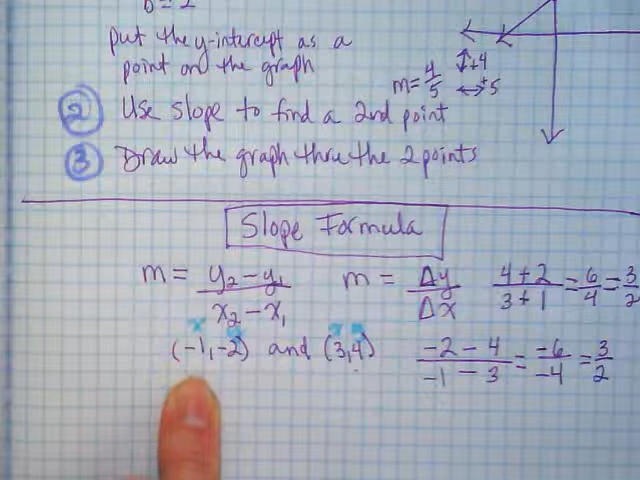 b = 2
put the y-intercept as a
point on the graph
m = 4/5 ↕ +4 ↔ +5
② Use slope to find a 2nd point
③ Draw the graph thru the 2 points
Slope Formula
m = (y₂ - y₁)/(x₂ - x₁) m = Δy/Δx (4+2)/(3+1) = 6/4 = 3/2
x x
(-1, -2) and (3, 4) (-2 - 4)/(-1 - 3) = -6/-4 = 3/2